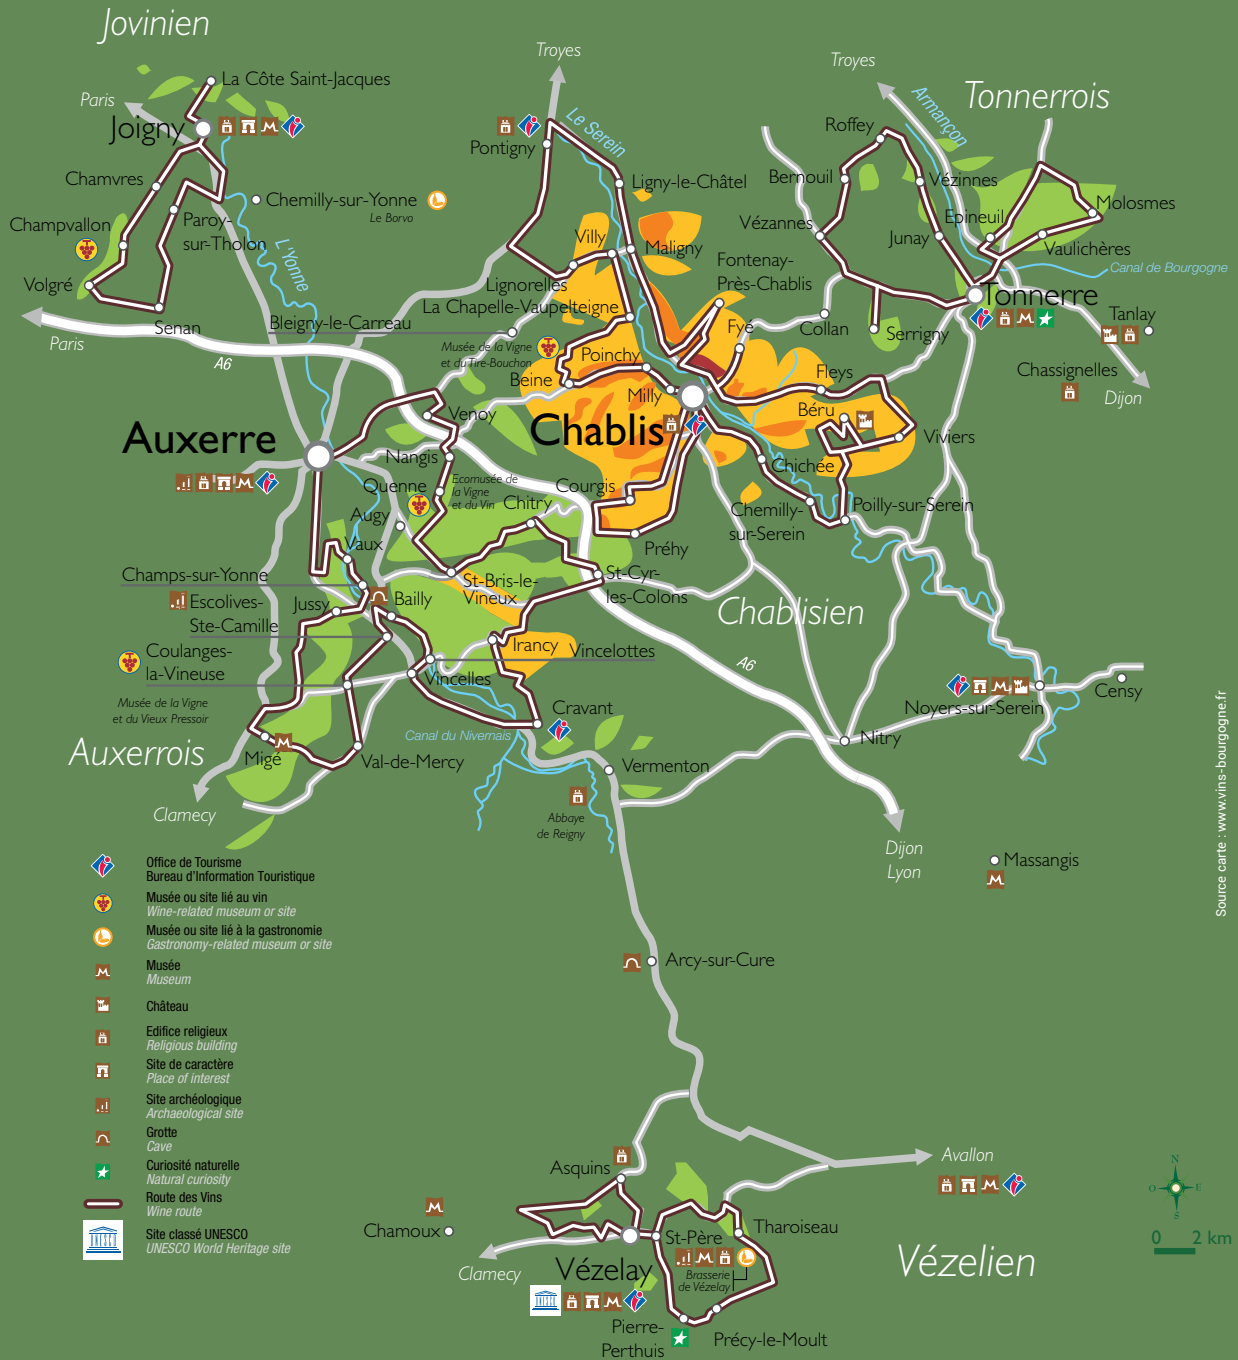 Jovinien
Troyes
Troyes
Tonnerrois
La Côte Saint-Jacques
Paris
Joigny
Armançon
Le Serein
Roffey
Pontigny
Chamvres
Ligny-le-Châtel
Bernouil
Vézinnes
Chemilly-sur-Yonne
Le Borvo
Molosmes
Champvallon
Paroy-
sur-Tholon
Epineuil
Vézannes
Junay
Villy
Maligny
Vaulichères
L'Yonne
Fontenay-
Près-Chablis
Canal de Bourgogne
Volgré
Lignorelles
Tonnerre
La Chapelle-Vaupelteigne
Senan
Bleigny-le-Carreau
Fyé
Collan
Serrigny
Tanlay
Paris
A6
Musée de la Vigne
et du Tire-Bouchon
Poinchy
Chassignelles
Beine
Fleys
Dijon
Milly
Béru
Venoy
Chablis
Auxerre
Viviers
Nangis
Chichée
Quenne
Ecomusée de
la Vigne
et du Vin
Courgis
Chitry
Chemilly-
sur-Serein
Poilly-sur-Serein
Augy
Vaux
Préhy
Champs-sur-Yonne
St-Bris-le-
Vineux
St-Cyr-
les-Colons
Escolives-
Ste-Camille
Jussy
Bailly
Chablisien
Coulanges-
la-Vineuse
Irancy
Vincelottes
A6
Vincelles
Censy
Musée de la Vigne
et du Vieux Pressoir
Cravant
Noyers-sur-Serein
Canal du Nivernais
Auxerrois
Migé
Val-de-Mercy
Nitry
Vermenton
Clamecy
Abbaye
de Reigny
Dijon
Lyon
Massangis
Source carte : www.vins-bourgogne.fr
Office de Tourisme
Bureau d'Information Touristique
Musée ou site lié au vin
Wine-related museum or site
Musée ou site lié à la gastronomie
Gastronomy-related museum or site
Musée
Museum
Château
Edifice religieux
Religious building
Site de caractère
Place of interest
Site archéologique
Archaeological site
Grotte
Cave
Curiosité naturelle
Natural curiosity
Route des Vins
Wine route
UNESCO
Site classé UNESCO
UNESCO World Heritage site
Arcy-sur-Cure
Asquins
Avallon
Chamoux
St-Père
Tharoiseau
Clamecy
Vézelay
Brasserie
de Vézelay
Vézelien
UNESCO
Pierre-
Perthuis
Précy-le-Moult
N
O
E
S
0 2 km